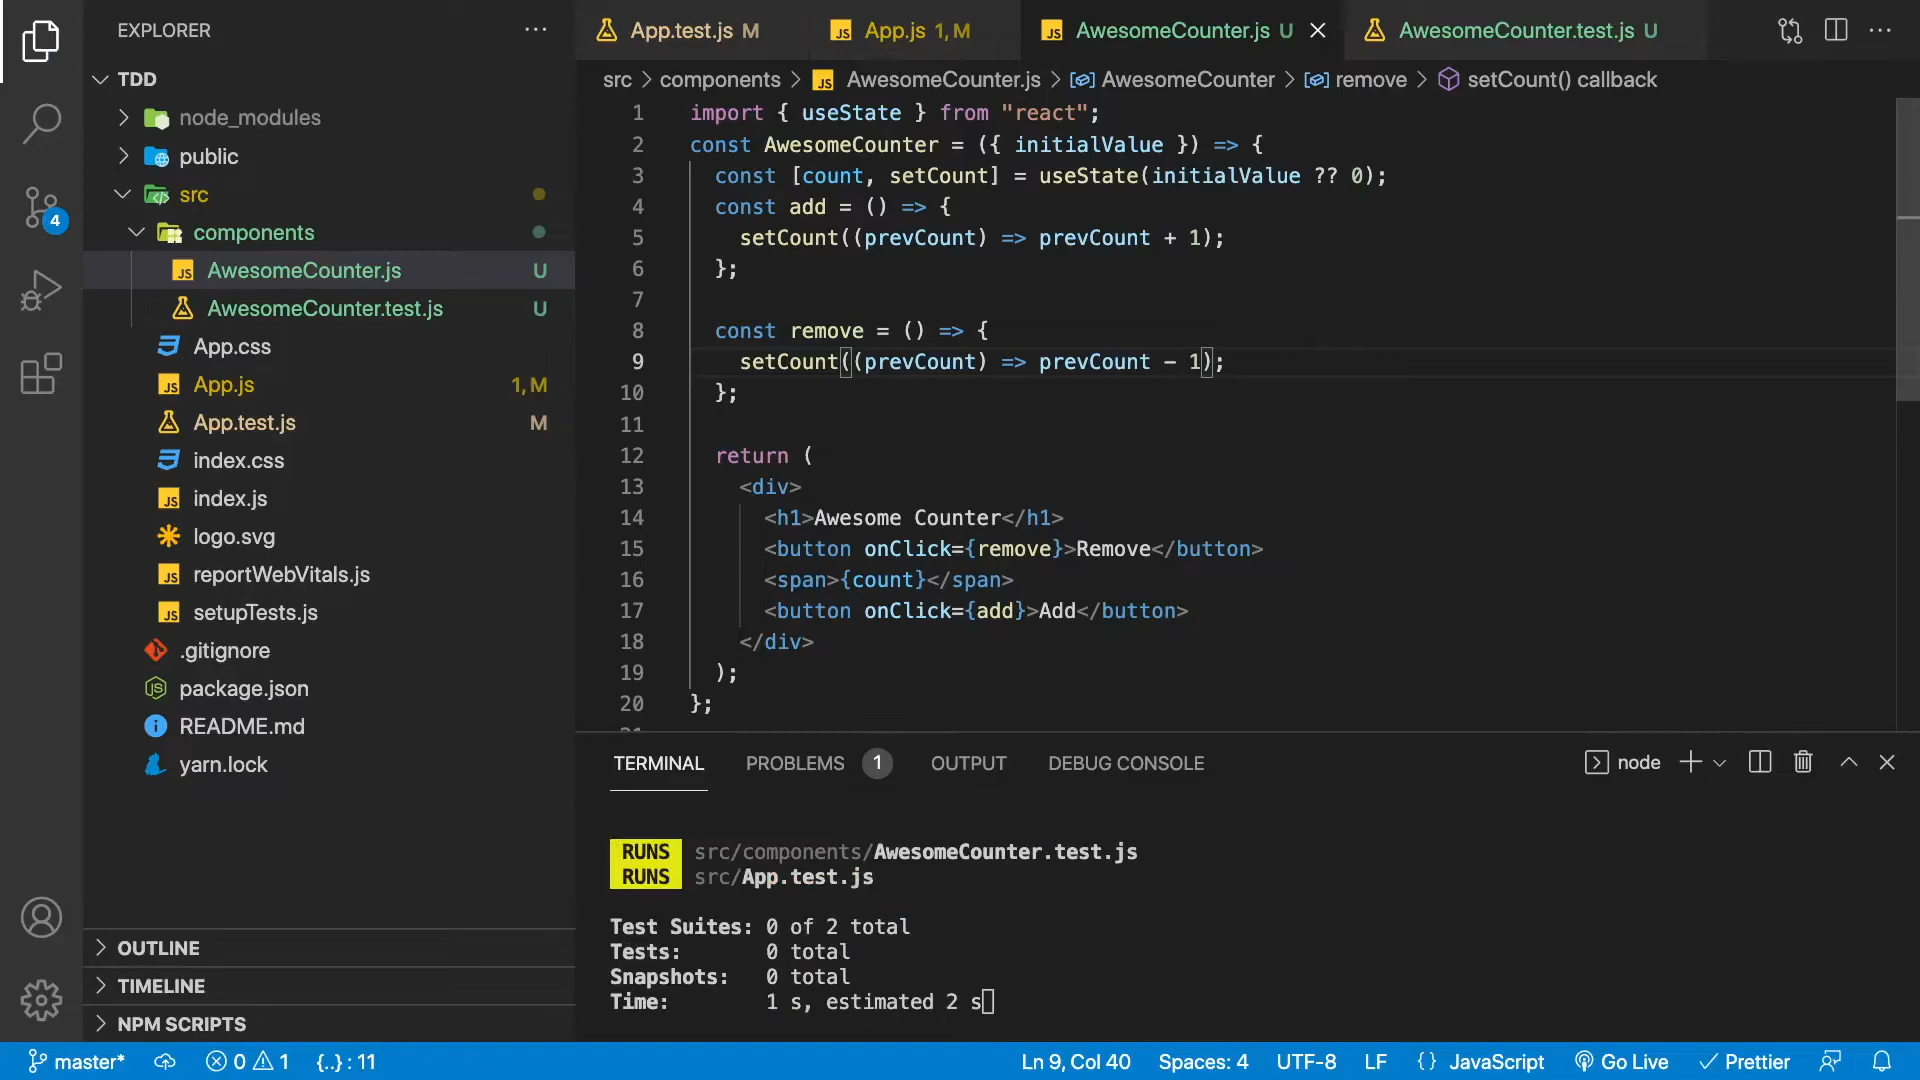 EXPLORER
TDD
node_modules
public
src
components
AwesomeCounter.js U
AwesomeCounter.test.js U
App.css
App.js 1, M
App.test.js M
index.css
index.js
logo.svg
reportWebVitals.js
setupTests.js
.gitignore
package.json
README.md
yarn.lock
OUTLINE
TIMELINE
NPM SCRIPTS
4
App.test.js M
App.js 1, M
AwesomeCounter.js U
AwesomeCounter.test.js U
src > components > AwesomeCounter.js > AwesomeCounter > remove > setCount() callback
1 import { useState } from "react";
2 const AwesomeCounter = ({ initialValue }) => {
3 const [count, setCount] = useState(initialValue ?? 0);
4 const add = () => {
5 setCount((prevCount) => prevCount + 1);
6 };
7
8 const remove = () => {
9 setCount((prevCount) => prevCount - 1);
10 };
11
12 return (
13 <div>
14 <h1>Awesome Counter</h1>
15 <button onClick={remove}>Remove</button>
16 <span>{count}</span>
17 <button onClick={add}>Add</button>
18 </div>
19 );
20 };
TERMINAL PROBLEMS 1 OUTPUT DEBUG CONSOLE node
RUNS src/components/AwesomeCounter.test.js
RUNS src/App.test.js
Test Suites: 0 of 2 total
Tests: 0 total
Snapshots: 0 total
Time: 1 s, estimated 2 s
master* 0 1 {..} : 11 Ln 9, Col 40 Spaces: 4 UTF-8 LF {} JavaScript Go Live Prettier